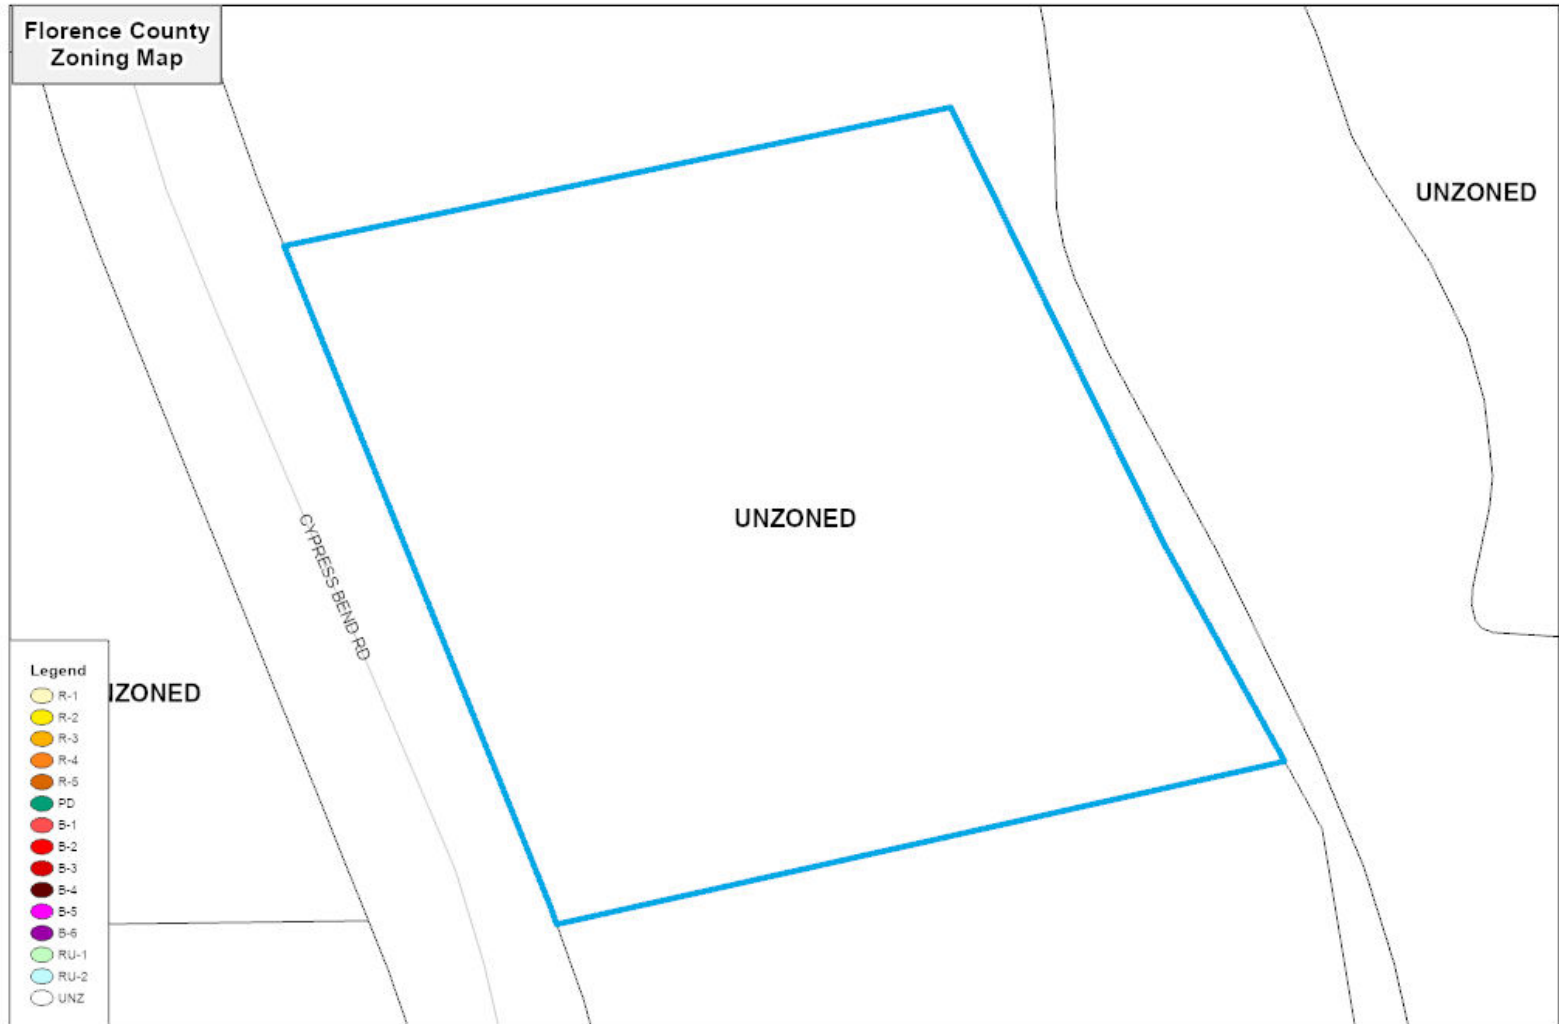 Florence County
Zoning Map
UNZONED
UNZONED
CYPRESS BEND RD
NZONED
Legend
R-1
R-2
R-3
R-4
R-5
PD
B-1
B-2
B-3
B-4
B-5
B-6
RU-1
RU-2
UNZ